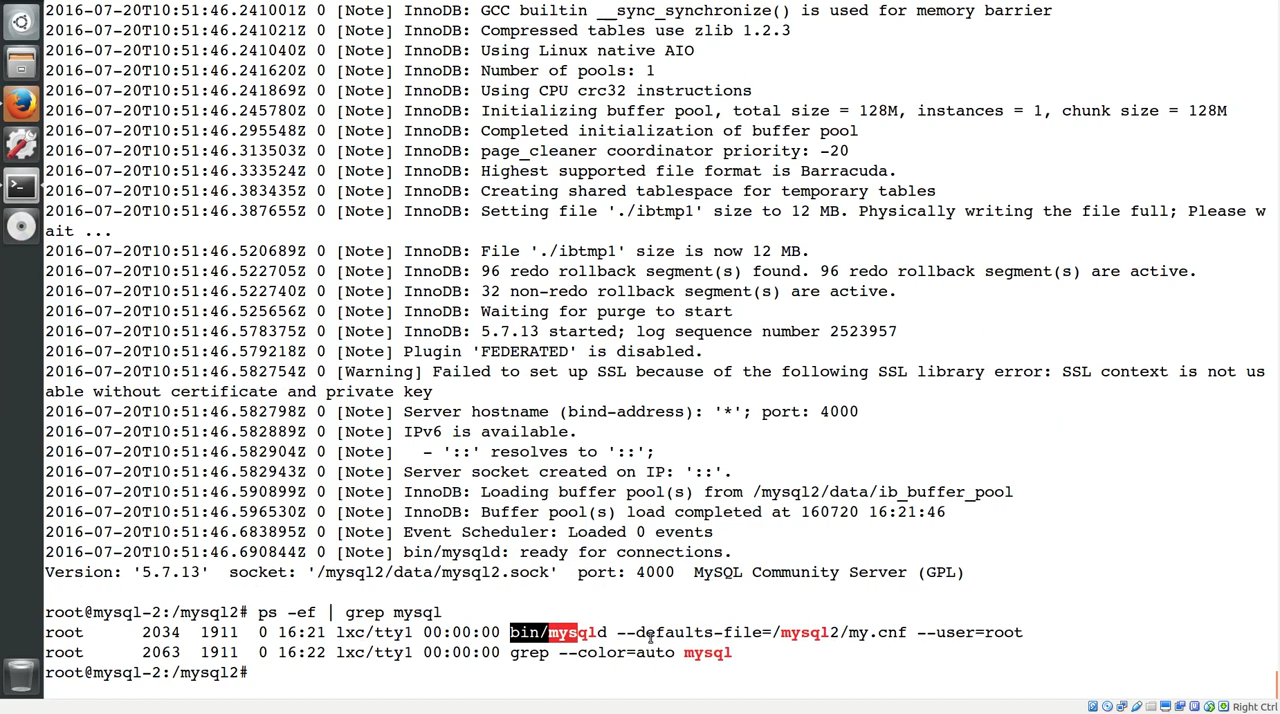 2016-07-20T10:51:46.241001Z 0 [Note] InnoDB: GCC builtin __sync_synchronize() is used for memory barrier
2016-07-20T10:51:46.241021Z 0 [Note] InnoDB: Compressed tables use zlib 1.2.3
2016-07-20T10:51:46.241040Z 0 [Note] InnoDB: Using Linux native AIO
2016-07-20T10:51:46.241620Z 0 [Note] InnoDB: Number of pools: 1
2016-07-20T10:51:46.241869Z 0 [Note] InnoDB: Using CPU crc32 instructions
2016-07-20T10:51:46.245780Z 0 [Note] InnoDB: Initializing buffer pool, total size = 128M, instances = 1, chunk size = 128M
2016-07-20T10:51:46.295548Z 0 [Note] InnoDB: Completed initialization of buffer pool
2016-07-20T10:51:46.313503Z 0 [Note] InnoDB: page_cleaner coordinator priority: -20
2016-07-20T10:51:46.333524Z 0 [Note] InnoDB: Highest supported file format is Barracuda.
2016-07-20T10:51:46.383435Z 0 [Note] InnoDB: Creating shared tablespace for temporary tables
2016-07-20T10:51:46.387655Z 0 [Note] InnoDB: Setting file './ibtmp1' size to 12 MB. Physically writing the file full; Please w
ait ...
2016-07-20T10:51:46.520689Z 0 [Note] InnoDB: File './ibtmp1' size is now 12 MB.
2016-07-20T10:51:46.522705Z 0 [Note] InnoDB: 96 redo rollback segment(s) found. 96 redo rollback segment(s) are active.
2016-07-20T10:51:46.522740Z 0 [Note] InnoDB: 32 non-redo rollback segment(s) are active.
2016-07-20T10:51:46.525656Z 0 [Note] InnoDB: Waiting for purge to start
2016-07-20T10:51:46.578375Z 0 [Note] InnoDB: 5.7.13 started; log sequence number 2523957
2016-07-20T10:51:46.579218Z 0 [Note] Plugin 'FEDERATED' is disabled.
2016-07-20T10:51:46.582754Z 0 [Warning] Failed to set up SSL because of the following SSL library error: SSL context is not us
able without certificate and private key
2016-07-20T10:51:46.582798Z 0 [Note] Server hostname (bind-address): '*'; port: 4000
2016-07-20T10:51:46.582889Z 0 [Note] IPv6 is available.
2016-07-20T10:51:46.582904Z 0 [Note]   - '::' resolves to '::';
2016-07-20T10:51:46.582943Z 0 [Note] Server socket created on IP: '::'.
2016-07-20T10:51:46.590899Z 0 [Note] InnoDB: Loading buffer pool(s) from /mysql2/data/ib_buffer_pool
2016-07-20T10:51:46.596530Z 0 [Note] InnoDB: Buffer pool(s) load completed at 160720 16:21:46
2016-07-20T10:51:46.683895Z 0 [Note] Event Scheduler: Loaded 0 events
2016-07-20T10:51:46.690844Z 0 [Note] bin/mysqld: ready for connections.
Version: '5.7.13'  socket: '/mysql2/data/mysql2.sock'  port: 4000  MySQL Community Server (GPL)
root@mysql-2:/mysql2# ps -ef | grep mysql
root      2034  1911  0 16:21 lxc/tty1 00:00:00 bin/mysqld --defaults-file=/mysql2/my.cnf --user=root
root      2063  1911  0 16:22 lxc/tty1 00:00:00 grep --color=auto mysql
root@mysql-2:/mysql2#
Right Ctrl